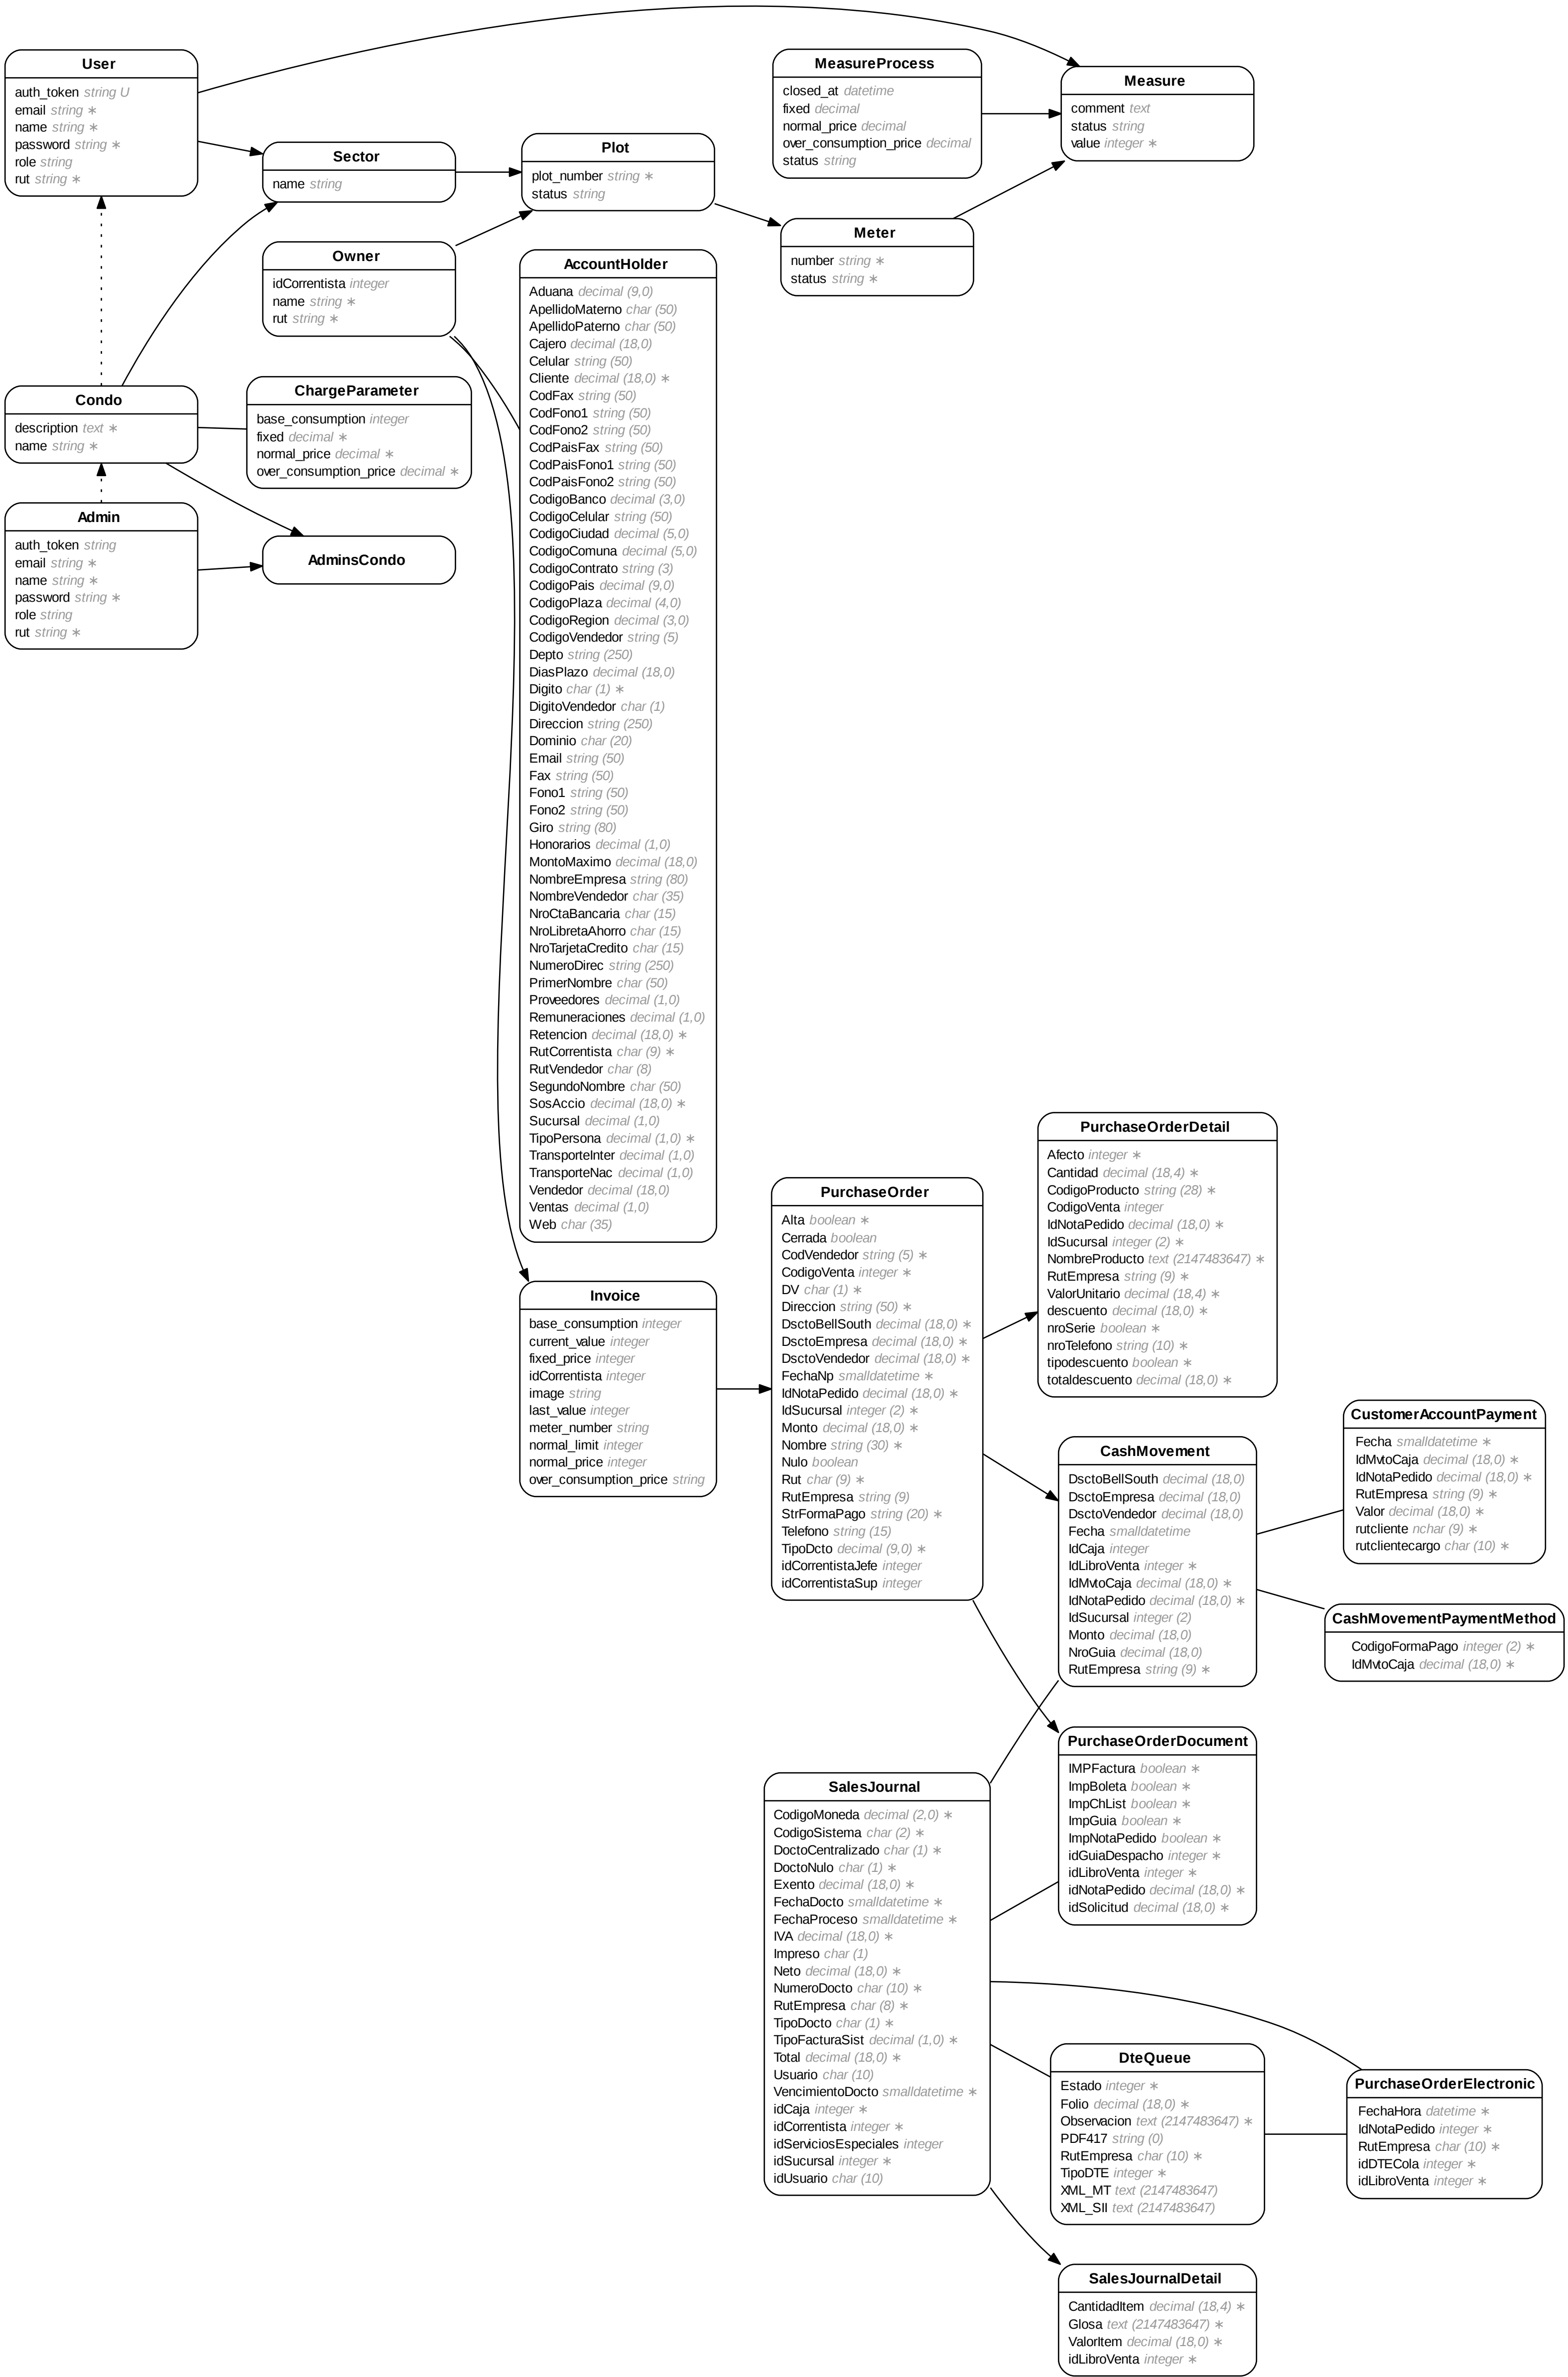 User
auth_token string U
email string ∗
name string ∗
password string ∗
role string
rut string ∗
MeasureProcess
closed_at datetime
fixed decimal
normal_price decimal
over_consumption_price decimal
status string
Measure
comment text
status string
value integer ∗
Sector
name string
Plot
plot_number string ∗
status string
Meter
number string ∗
status string ∗
Owner
idCorrentista integer
name string ∗
rut string ∗
Condo
description text ∗
name string ∗
ChargeParameter
base_consumption integer
fixed decimal ∗
normal_price decimal ∗
over_consumption_price decimal ∗
Admin
auth_token string
email string ∗
name string ∗
password string ∗
role string
rut string ∗
AdminsCondo
AccountHolder
Aduana decimal (9,0)
ApellidoMaterno char (50)
ApellidoPaterno char (50)
Cajero decimal (18,0)
Celular string (50)
Cliente decimal (18,0) ∗
CodFax string (50)
CodFono1 string (50)
CodFono2 string (50)
CodPaisFax string (50)
CodPaisFono1 string (50)
CodPaisFono2 string (50)
CodigoBanco decimal (3,0)
CodigoCelular string (50)
CodigoCiudad decimal (5,0)
CodigoComuna decimal (5,0)
CodigoContrato string (3)
CodigoPais decimal (9,0)
CodigoPlaza decimal (4,0)
CodigoRegion decimal (3,0)
CodigoVendedor string (5)
Depto string (250)
DiasPlazo decimal (18,0)
Digito char (1) ∗
DigitoVendedor char (1)
Direccion string (250)
Dominio char (20)
Email string (50)
Fax string (50)
Fono1 string (50)
Fono2 string (50)
Giro string (80)
Honorarios decimal (1,0)
MontoMaximo decimal (18,0)
NombreEmpresa string (80)
NombreVendedor char (35)
NroCtaBancaria char (15)
NroLibretaAhorro char (15)
NroTarjetaCredito char (15)
NumeroDirec string (250)
PrimerNombre char (50)
Proveedores decimal (1,0)
Remuneraciones decimal (1,0)
Retencion decimal (18,0) ∗
RutCorrentista char (9) ∗
RutVendedor char (8)
SegundoNombre char (50)
SosAccio decimal (18,0) ∗
Sucursal decimal (1,0)
TipoPersona decimal (1,0) ∗
TransporteInter decimal (1,0)
TransporteNac decimal (1,0)
Vendedor decimal (18,0)
Ventas decimal (1,0)
Web char (35)
Invoice
base_consumption integer
current_value integer
fixed_price integer
idCorrentista integer
image string
last_value integer
meter_number string
normal_limit integer
normal_price integer
over_consumption_price string
PurchaseOrder
Alta boolean ∗
Cerrada boolean
CodVendedor string (5) ∗
CodigoVenta integer ∗
DV char (1) ∗
Direccion string (50) ∗
DsctoBellSouth decimal (18,0) ∗
DsctoEmpresa decimal (18,0) ∗
DsctoVendedor decimal (18,0) ∗
FechaNp smalldatetime ∗
IdNotaPedido decimal (18,0) ∗
IdSucursal integer (2) ∗
Monto decimal (18,0) ∗
Nombre string (30) ∗
Nulo boolean
Rut char (9) ∗
RutEmpresa string (9)
StrFormaPago string (20) ∗
Telefono string (15)
TipoDcto decimal (9,0) ∗
idCorrentistaJefe integer
idCorrentistaSup integer
PurchaseOrderDetail
Afecto integer ∗
Cantidad decimal (18,4) ∗
CodigoProducto string (28) ∗
CodigoVenta integer
IdNotaPedido decimal (18,0) ∗
IdSucursal integer (2) ∗
NombreProducto text (2147483647) ∗
RutEmpresa string (9) ∗
ValorUnitario decimal (18,4) ∗
descuento decimal (18,0) ∗
nroSerie boolean ∗
nroTelefono string (10) ∗
tipodescuento boolean ∗
totaldescuento decimal (18,0) ∗
CashMovement
DsctoBellSouth decimal (18,0)
DsctoEmpresa decimal (18,0)
DsctoVendedor decimal (18,0)
Fecha smalldatetime
IdCaja integer
IdLibroVenta integer ∗
IdMvtoCaja decimal (18,0) ∗
IdNotaPedido decimal (18,0) ∗
IdSucursal integer (2)
Monto decimal (18,0)
NroGuia decimal (18,0)
RutEmpresa string (9) ∗
CustomerAccountPayment
Fecha smalldatetime ∗
IdMvtoCaja decimal (18,0) ∗
IdNotaPedido decimal (18,0) ∗
RutEmpresa string (9) ∗
Valor decimal (18,0) ∗
rutcliente nchar (9) ∗
rutclientecargo char (10) ∗
CashMovementPaymentMethod
CodigoFormaPago integer (2) ∗
IdMvtoCaja decimal (18,0) ∗
PurchaseOrderDocument
IMPFactura boolean ∗
ImpBoleta boolean ∗
ImpChList boolean ∗
ImpGuia boolean ∗
ImpNotaPedido boolean ∗
idGuiaDespacho integer ∗
idLibroVenta integer ∗
idNotaPedido decimal (18,0) ∗
idSolicitud decimal (18,0) ∗
SalesJournal
CodigoMoneda decimal (2,0) ∗
CodigoSistema char (2) ∗
DoctoCentralizado char (1) ∗
DoctoNulo char (1) ∗
Exento decimal (18,0) ∗
FechaDocto smalldatetime ∗
FechaProceso smalldatetime ∗
IVA decimal (18,0) ∗
Impreso char (1)
Neto decimal (18,0) ∗
NumeroDocto char (10) ∗
RutEmpresa char (8) ∗
TipoDocto char (1) ∗
TipoFacturaSist decimal (1,0) ∗
Total decimal (18,0) ∗
Usuario char (10)
VencimientoDocto smalldatetime ∗
idCaja integer ∗
idCorrentista integer ∗
idServiciosEspeciales integer
idSucursal integer ∗
idUsuario char (10)
DteQueue
Estado integer ∗
Folio decimal (18,0) ∗
Observacion text (2147483647) ∗
PDF417 string (0)
RutEmpresa char (10) ∗
TipoDTE integer ∗
XML_MT text (2147483647)
XML_SII text (2147483647)
PurchaseOrderElectronic
FechaHora datetime ∗
IdNotaPedido integer ∗
RutEmpresa char (10) ∗
idDTECola integer ∗
idLibroVenta integer ∗
SalesJournalDetail
CantidadItem decimal (18,4) ∗
Glosa text (2147483647) ∗
ValorItem decimal (18,0) ∗
idLibroVenta integer ∗